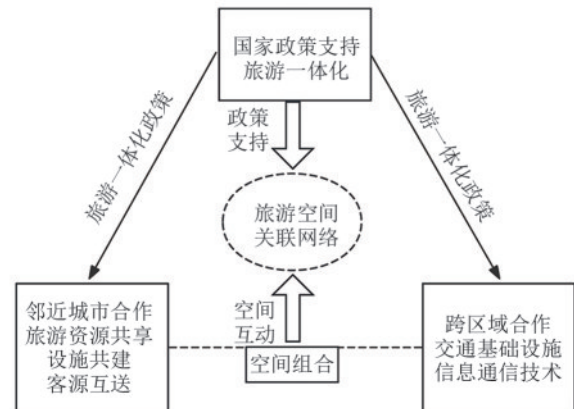 国家政策支持
旅游一体化
旅游一体化政策
政策
支持
旅游一体化政策
旅游空间
关联网络
邻近城市合作
旅游资源共享
设施共建
客源互送
空间
互动
空间组合
跨区域合作
交通基础设施
信息通信技术